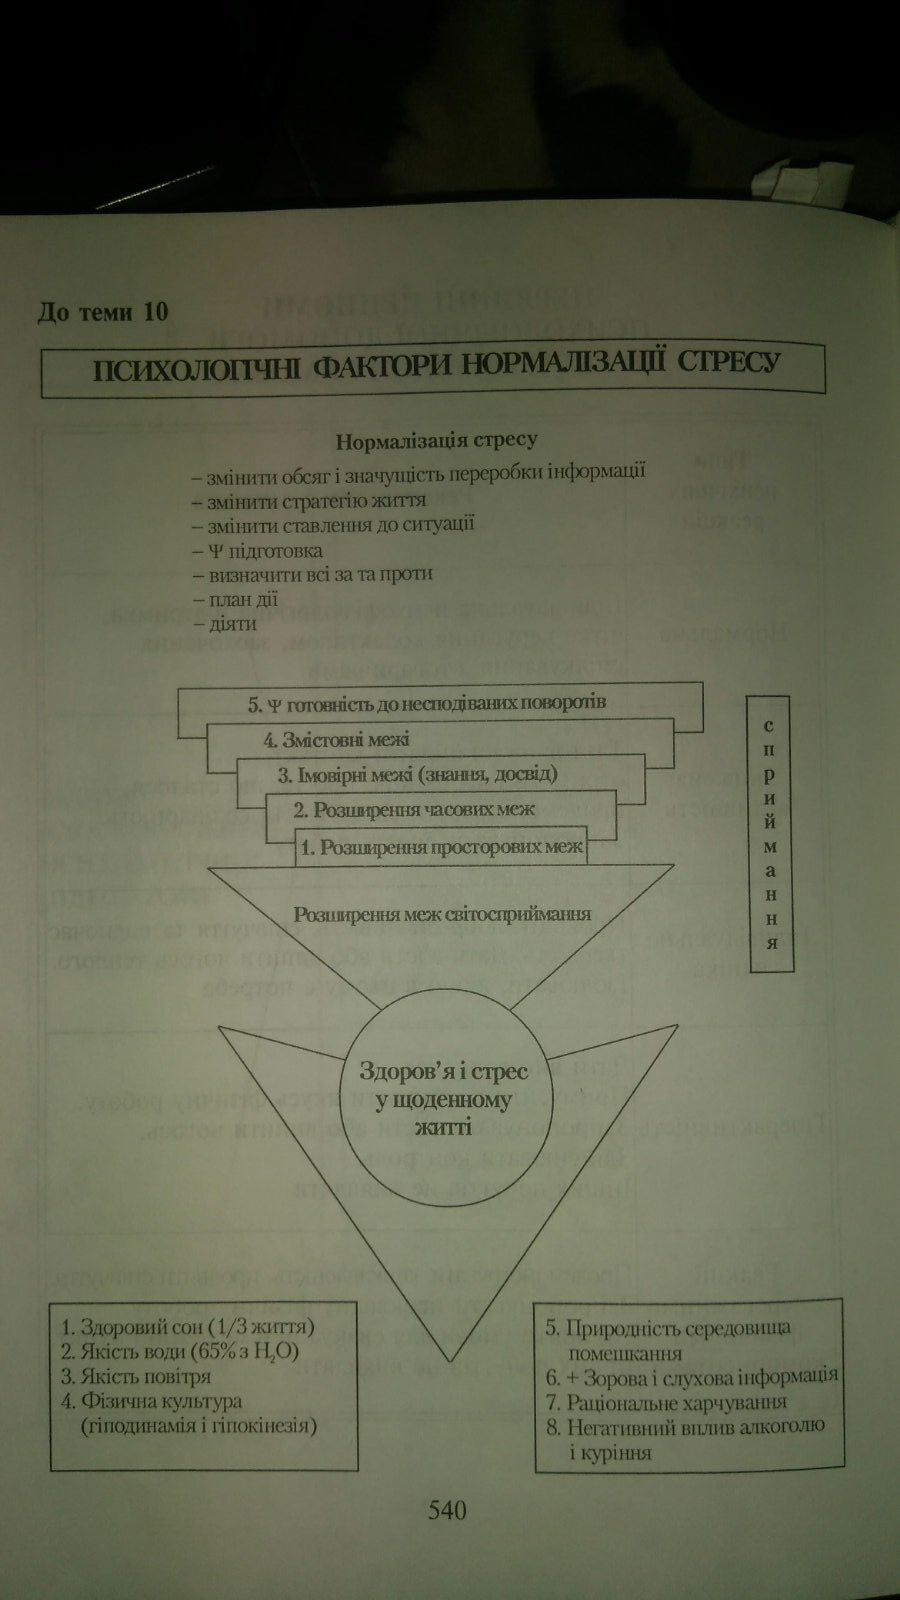 До теми 10
ПСИХОЛОГІЧНІ ФАКТОРИ НОРМАЛІЗАЦІЇ СТРЕСУ
Нормалізація стресу
– змінити обсяг і значущість переробки інформації
– змінити стратегію життя
– змінити ставлення до ситуації
– Ψ підготовка
– визначити всі за та проти
– план дії
– діяти
5. Ψ готовність до несподіваних поворотів
4. Змістовні межі
3. Імовірні межі (знання, досвід)
2. Розширення часових меж
1. Розширення просторових меж
сприймання
Розширення меж світосприймання
Здоров’я і стрес
у щоденному
житті
1. Здоровий сон (1/3 життя)
2. Якість води (65% з H₂O)
3. Якість повітря
4. Фізична культура
(гіподинамія і гіпокінезія)
5. Природність середовища
помешкання
6. + Зорова і слухова інформація
7. Раціональне харчування
8. Негативний вплив алкоголю
і куріння
540